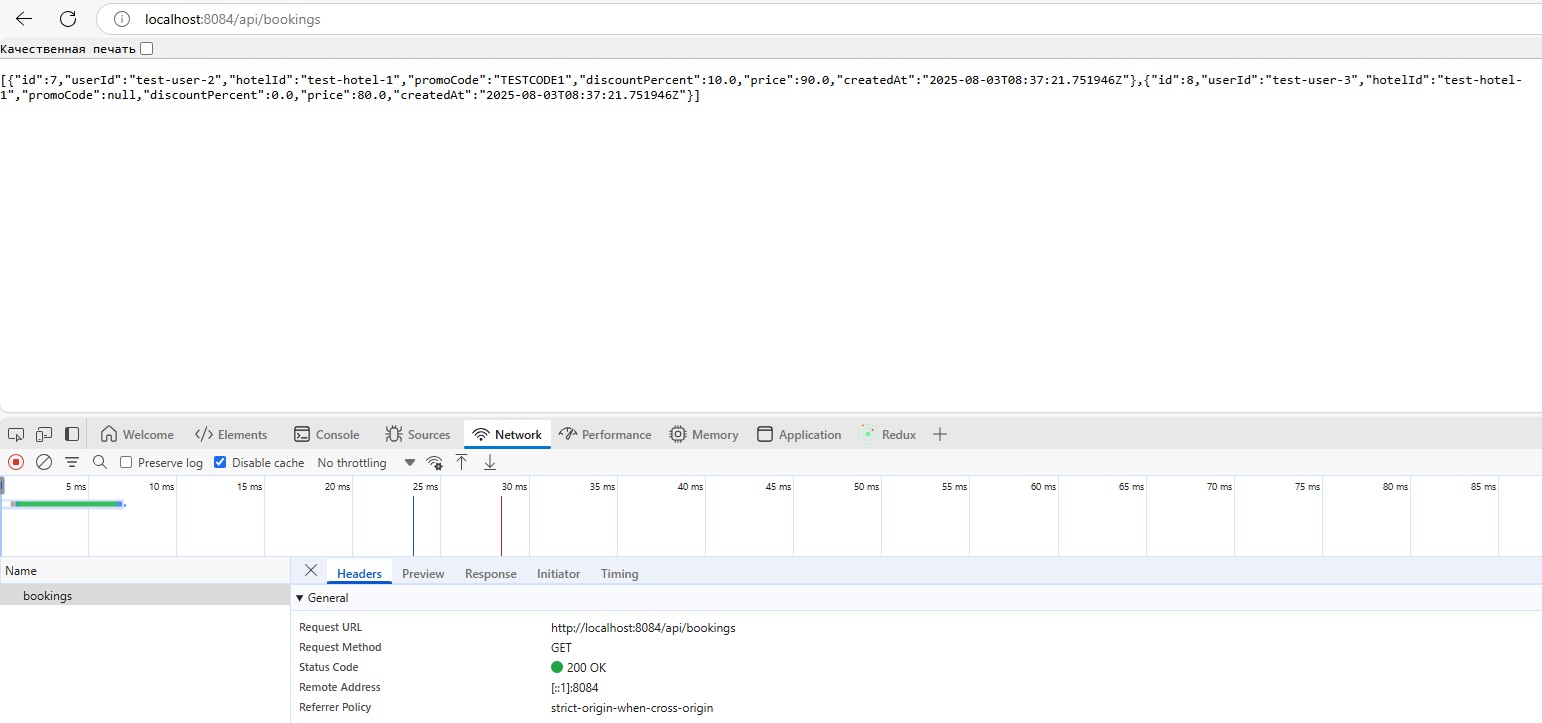 localhost:8084/api/bookings
Качественная печать
[{"id":7,"userId":"test-user-2","hotelId":"test-hotel-1","promoCode":"TESTCODE1","discountPercent":10.0,"price":90.0,"createdAt":"2025-08-03T08:37:21.751946Z"},{"id":8,"userId":"test-user-3","hotelId":"test-hotel-
1","promoCode":null,"discountPercent":0.0,"price":80.0,"createdAt":"2025-08-03T08:37:21.751946Z"}]
Welcome </> Elements Console Sources Network Performance Memory Application Redux
Preserve log Disable cache No throttling
5 ms 10 ms 15 ms 20 ms 25 ms 30 ms 35 ms 40 ms 45 ms 50 ms 55 ms 60 ms 65 ms 70 ms 75 ms 80 ms 85 ms
Name Headers Preview Response Initiator Timing
bookings General
Request URL http://localhost:8084/api/bookings
Request Method GET
Status Code 200 OK
Remote Address [::1]:8084
Referrer Policy strict-origin-when-cross-origin